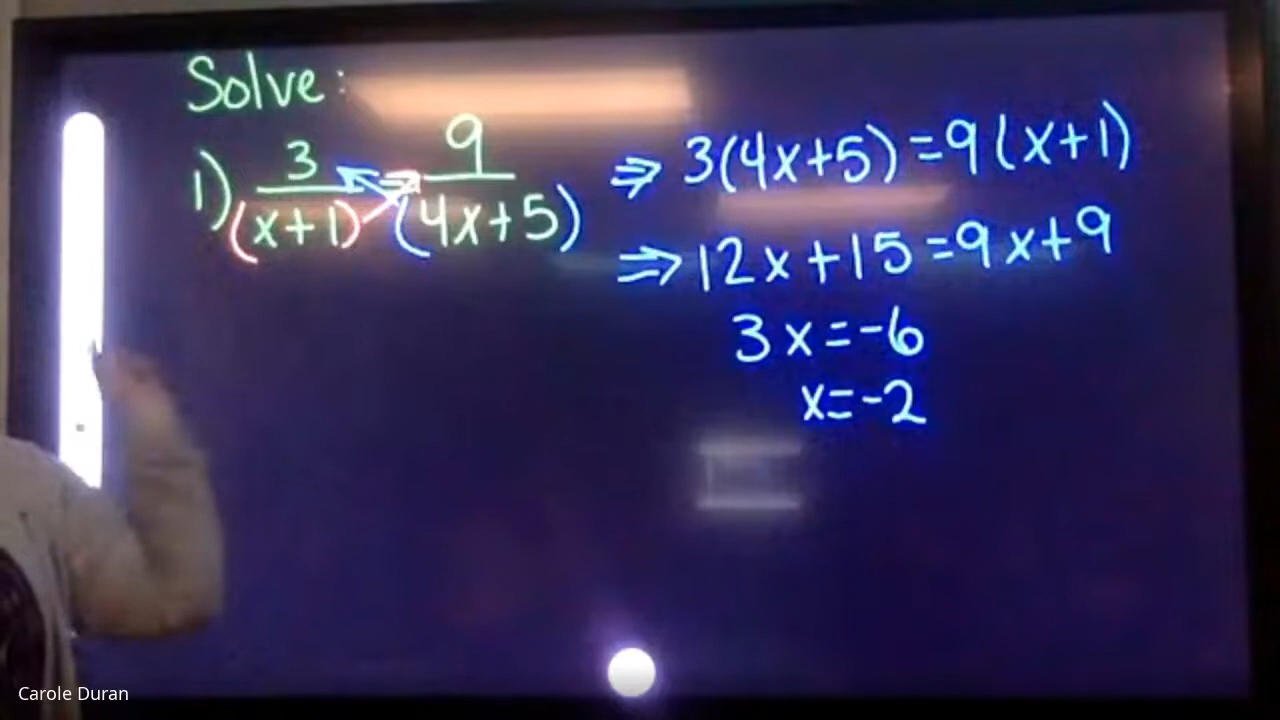 Solve:
1) 3/(x+1) = 9/(4x+5)
⇒ 3(4x+5)=9(x+1)
⇒ 12x+15=9x+9
3x=-6
x=-2
Carole Duran